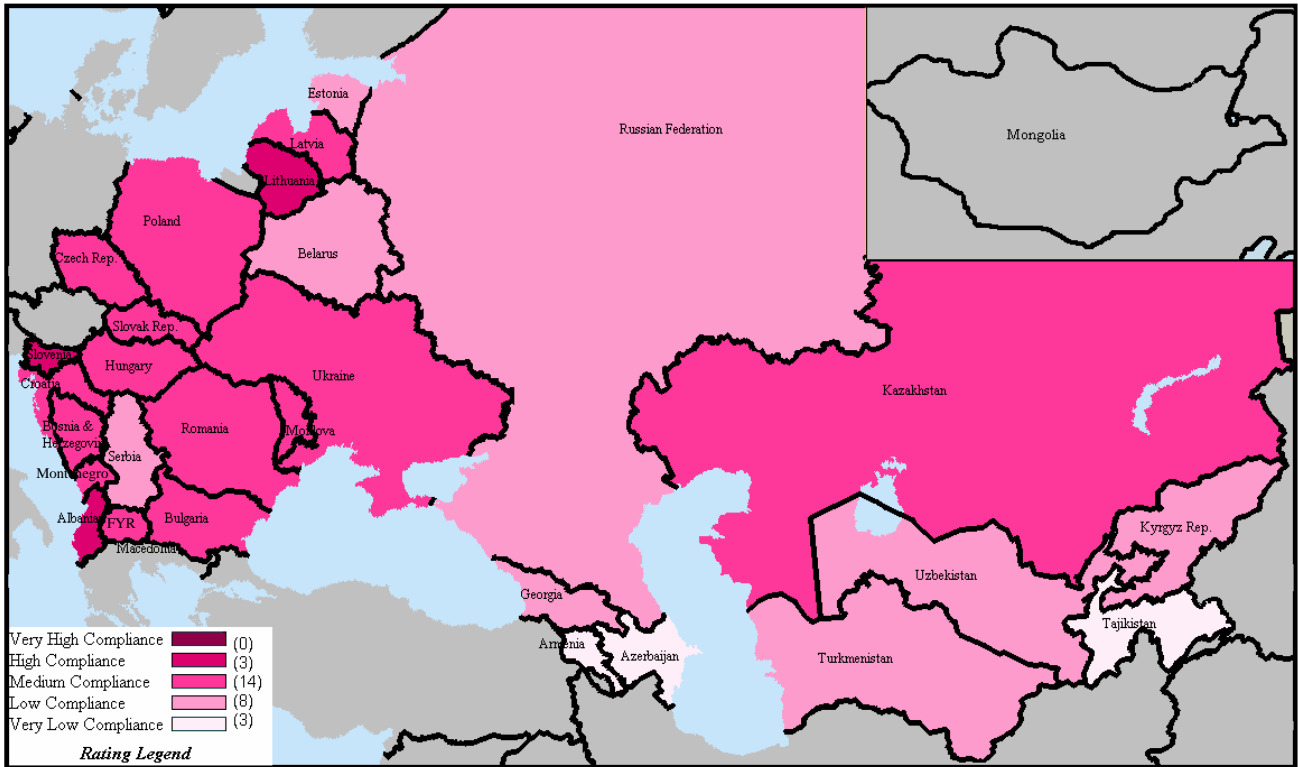 Estonia
Russian Federation
Latvia
Mongolia
Lithuania
Poland
Belarus
Czech Rep.
Slovak Rep.
Slovenia
Hungary
Ukraine
Croatia
Kazakhstan
Bosnia &
Herzegovin
Romania
Moldova
Serbia
Montenegro
Albania
FYR
Macedonia
Bulgaria
Kyrgyz Rep.
Uzbekistan
Georgia
Tajikistan
Armenia
Azerbaijan
Turkmenistan
Very High Compliance (0)
High Compliance (3)
Medium Compliance (14)
Low Compliance (8)
Very Low Compliance (3)
Rating Legend